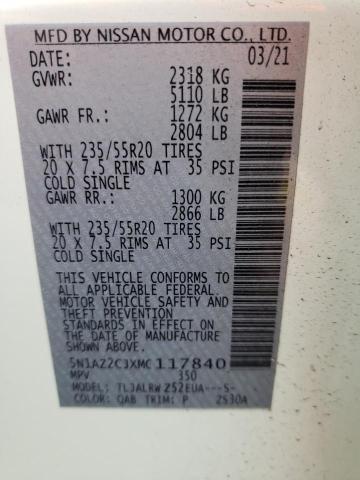 MFD BY NISSAN MOTOR CO., LTD.
DATE: 03/21
GVWR: 2318 KG
5110 LB
GAWR FR.: 1272 KG
2804 LB
WITH 235/55R20 TIRES
20 X 7.5 RIMS AT 35 PSI
COLD SINGLE
GAWR RR.: 1300 KG
2866 LB
WITH 235/55R20 TIRES
20 X 7.5 RIMS AT 35 PSI
COLD SINGLE
THIS VEHICLE CONFORMS TO
ALL APPLICABLE FEDERAL
MOTOR VEHICLE SAFETY AND
THEFT PREVENTION
STANDARDS IN EFFECT ON
THE DATE OF MANUFACTURE
SHOWN ABOVE.
5N1AZ2CJXMC117840
MPV 350
TLJALRWZ52EUA---S-
COLOR: QAB TRIM: P 2530A